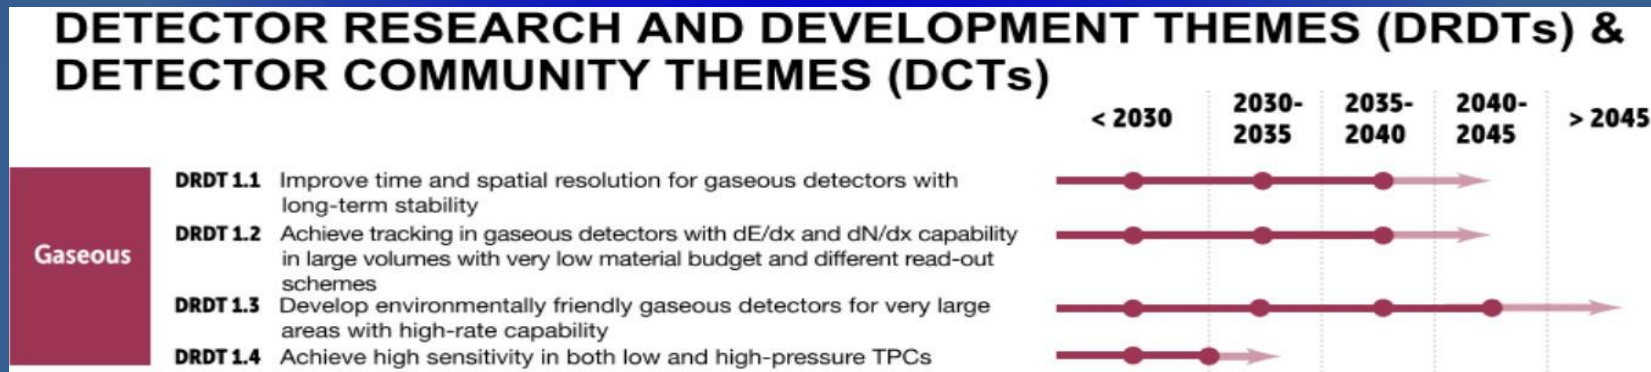 DETECTOR RESEARCH AND DEVELOPMENT THEMES (DRDTs) &
DETECTOR COMMUNITY THEMES (DCTs)
< 2030
2030-
2035
2035-
2040
2040-
2045
> 2045
Gaseous
DRDT 1.1 Improve time and spatial resolution for gaseous detectors with
long-term stability
DRDT 1.2 Achieve tracking in gaseous detectors with dE/dx and dN/dx capability
in large volumes with very low material budget and different read-out
schemes
DRDT 1.3 Develop environmentally friendly gaseous detectors for very large
areas with high-rate capability
DRDT 1.4 Achieve high sensitivity in both low and high-pressure TPCs